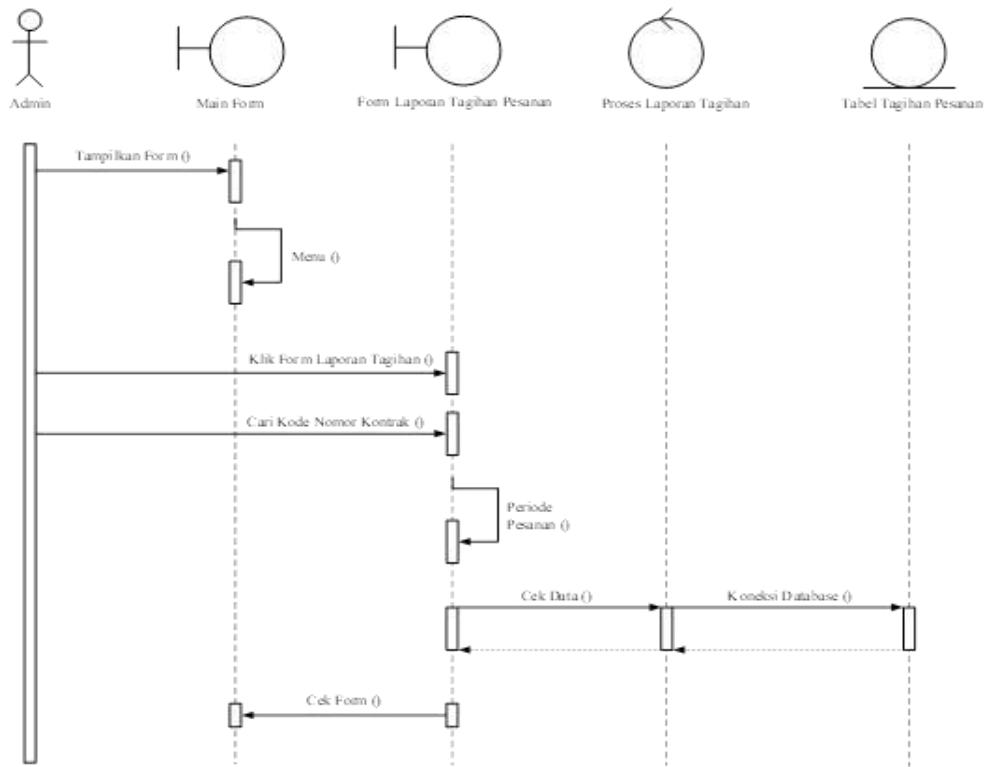 Admin
Main Form
Form Laporan Tagihan Pesanan
Proses Laporan Tagihan
Tabel Tagihan Pesanan
Tampilkan Form ()
Menu ()
Klik Form Laporan Tagihan ()
Cari Kode Nomor Kontrak ()
Periode
Pesanan ()
Cek Data ()
Koneksi Database ()
Cek Form ()